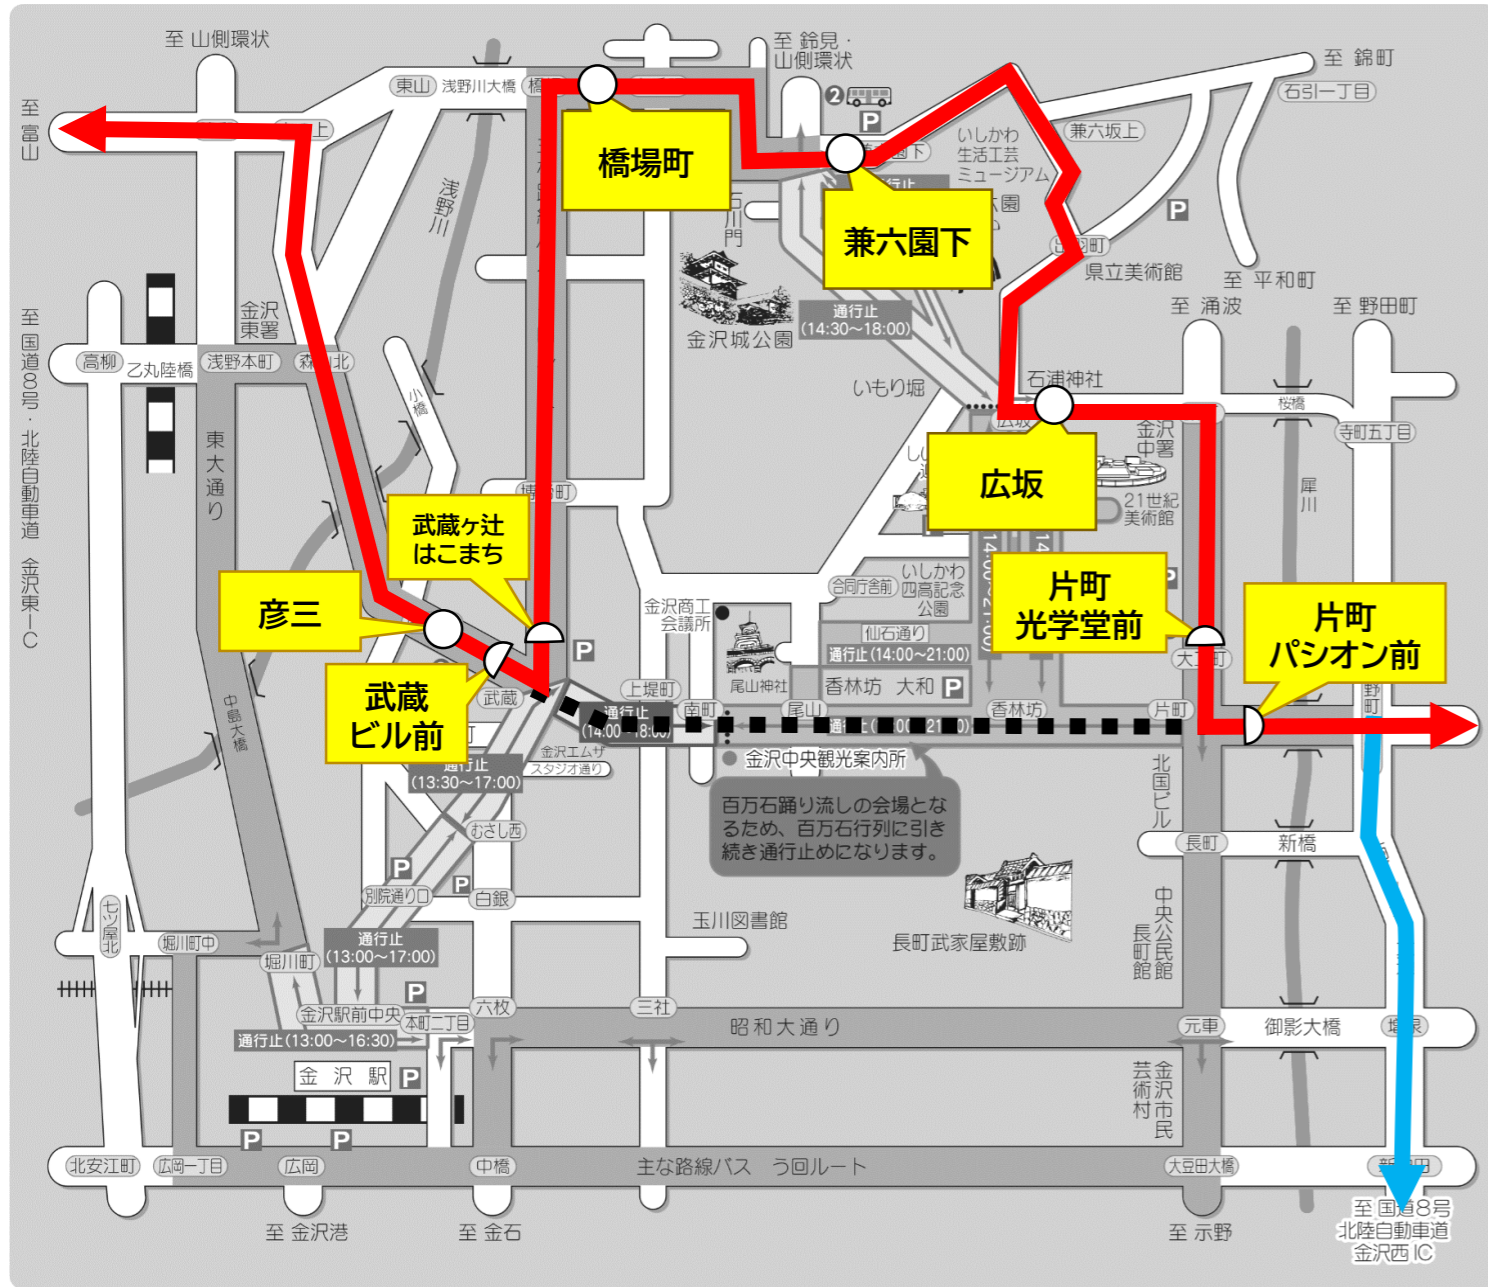 至 山側環状
至 鈴見・
山側環状
至 錦町
石引一丁目
兼六坂上
東山
浅野川大橋
至
富山
橋場町
いしかわ
生活工芸
ミュージアム
兼六園下
石川門
浅野川
県立美術館
至 平和町
至 涌波
至 野田町
金沢
東署
金沢城公園
通行止
(14:30~18:00)
高柳
乙丸陸橋
浅野本町
小橋
いもり堀
石浦神社
桜橋
寺町五丁目
至 国道8号・北陸自動車道 金沢東IC
東大通り
広坂
金沢
中署
21世紀
美術館
犀川
武蔵ヶ辻
はこまち
彦三
武蔵
ビル前
武蔵
合同庁舎前
いしかわ
四高記念
公園
片町
光学堂前
片町
パシオン前
金沢商工
会議所
仙石通り
通行止(14:00~21:00)
尾山神社
香林坊 大和
上堤町
南町
尾山
香林坊
片町
通行止
中島大橋
金沢エムザ
スタジオ通り
金沢中央観光案内所
通行止
(13:30~17:00)
百万石踊り流しの会場とな
るため、百万石行列に引き
続き通行止めになります。
北国ビル
むさし西
長町
新橋
別院通り口
白銀
七ツ屋北
堀川町中
堀川町
通行止
(13:00~17:00)
玉川図書館
長町武家屋敷跡
中央公民館
長町館
金沢駅前中央
本町二丁目
六枚
三社
昭和大通り
元車
御影大橋
通行止(13:00~16:30)
金沢駅
金沢市民
芸術村
北安江町
広岡一丁目
広岡
中橋
主な路線バス う回ルート
大豆田大橋
至 金沢港
至 金石
至 示野
至 国道8号
北陸自動車道
金沢西IC